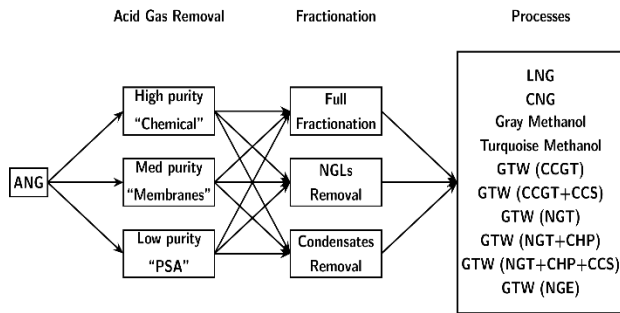 Acid Gas Removal
Fractionation
Processes
ANG
High purity
“Chemical”
Med purity
“Membranes”
Low purity
“PSA”
Full
Fractionation
NGLs
Removal
Condensates
Removal
LNG
CNG
Gray Methanol
Turquoise Methanol
GTW (CCGT)
GTW (CCGT+CCS)
GTW (NGT)
GTW (NGT+CHP)
GTW (NGT+CHP+CCS)
GTW (NGE)